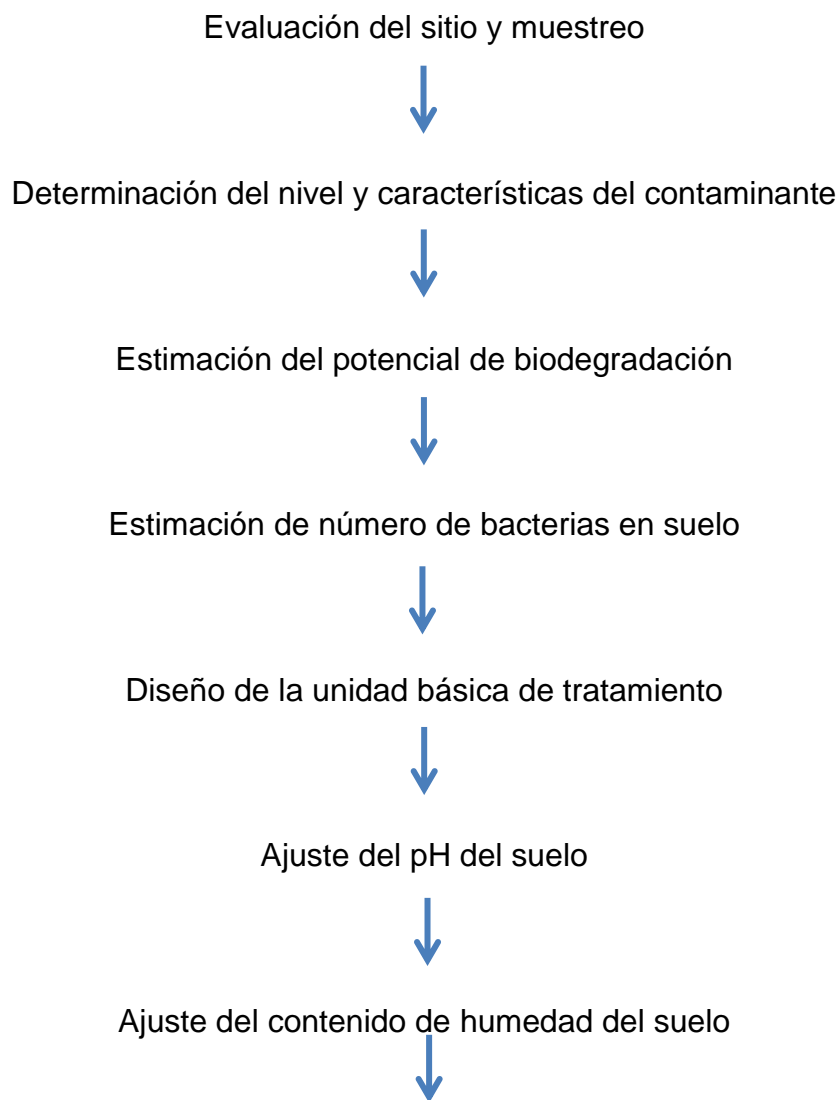 Evaluación del sitio y muestreo
Determinación del nivel y características del contaminante
Estimación del potencial de biodegradación
Estimación de número de bacterias en suelo
Diseño de la unidad básica de tratamiento
Ajuste del pH del suelo
Ajuste del contenido de humedad del suelo